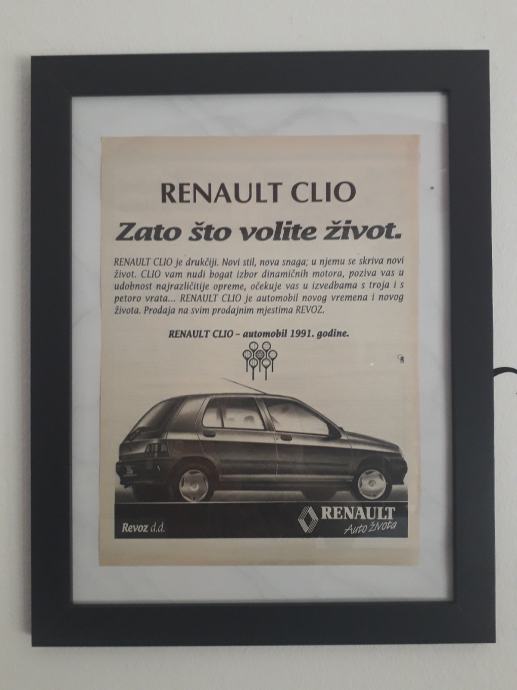 RENAULT CLIO
Zato što volite život.
RENAULT CLIO je drukčiji. Novi stil, nova snaga; u njemu se skriva novi
život. CLIO vam nudi bogat izbor dinamičnih motora, poziva vas u
udobnost najrazličitije opreme, očekuje vas u izvedbama s troja i s
petoro vrata... RENAULT CLIO je automobil novog vremena i novog
života. Prodaja na svim prodajnim mjestima REVOZ.
RENAULT CLIO – automobil 1991. godine.
Revoz d.d.
RENAULT
Auto života